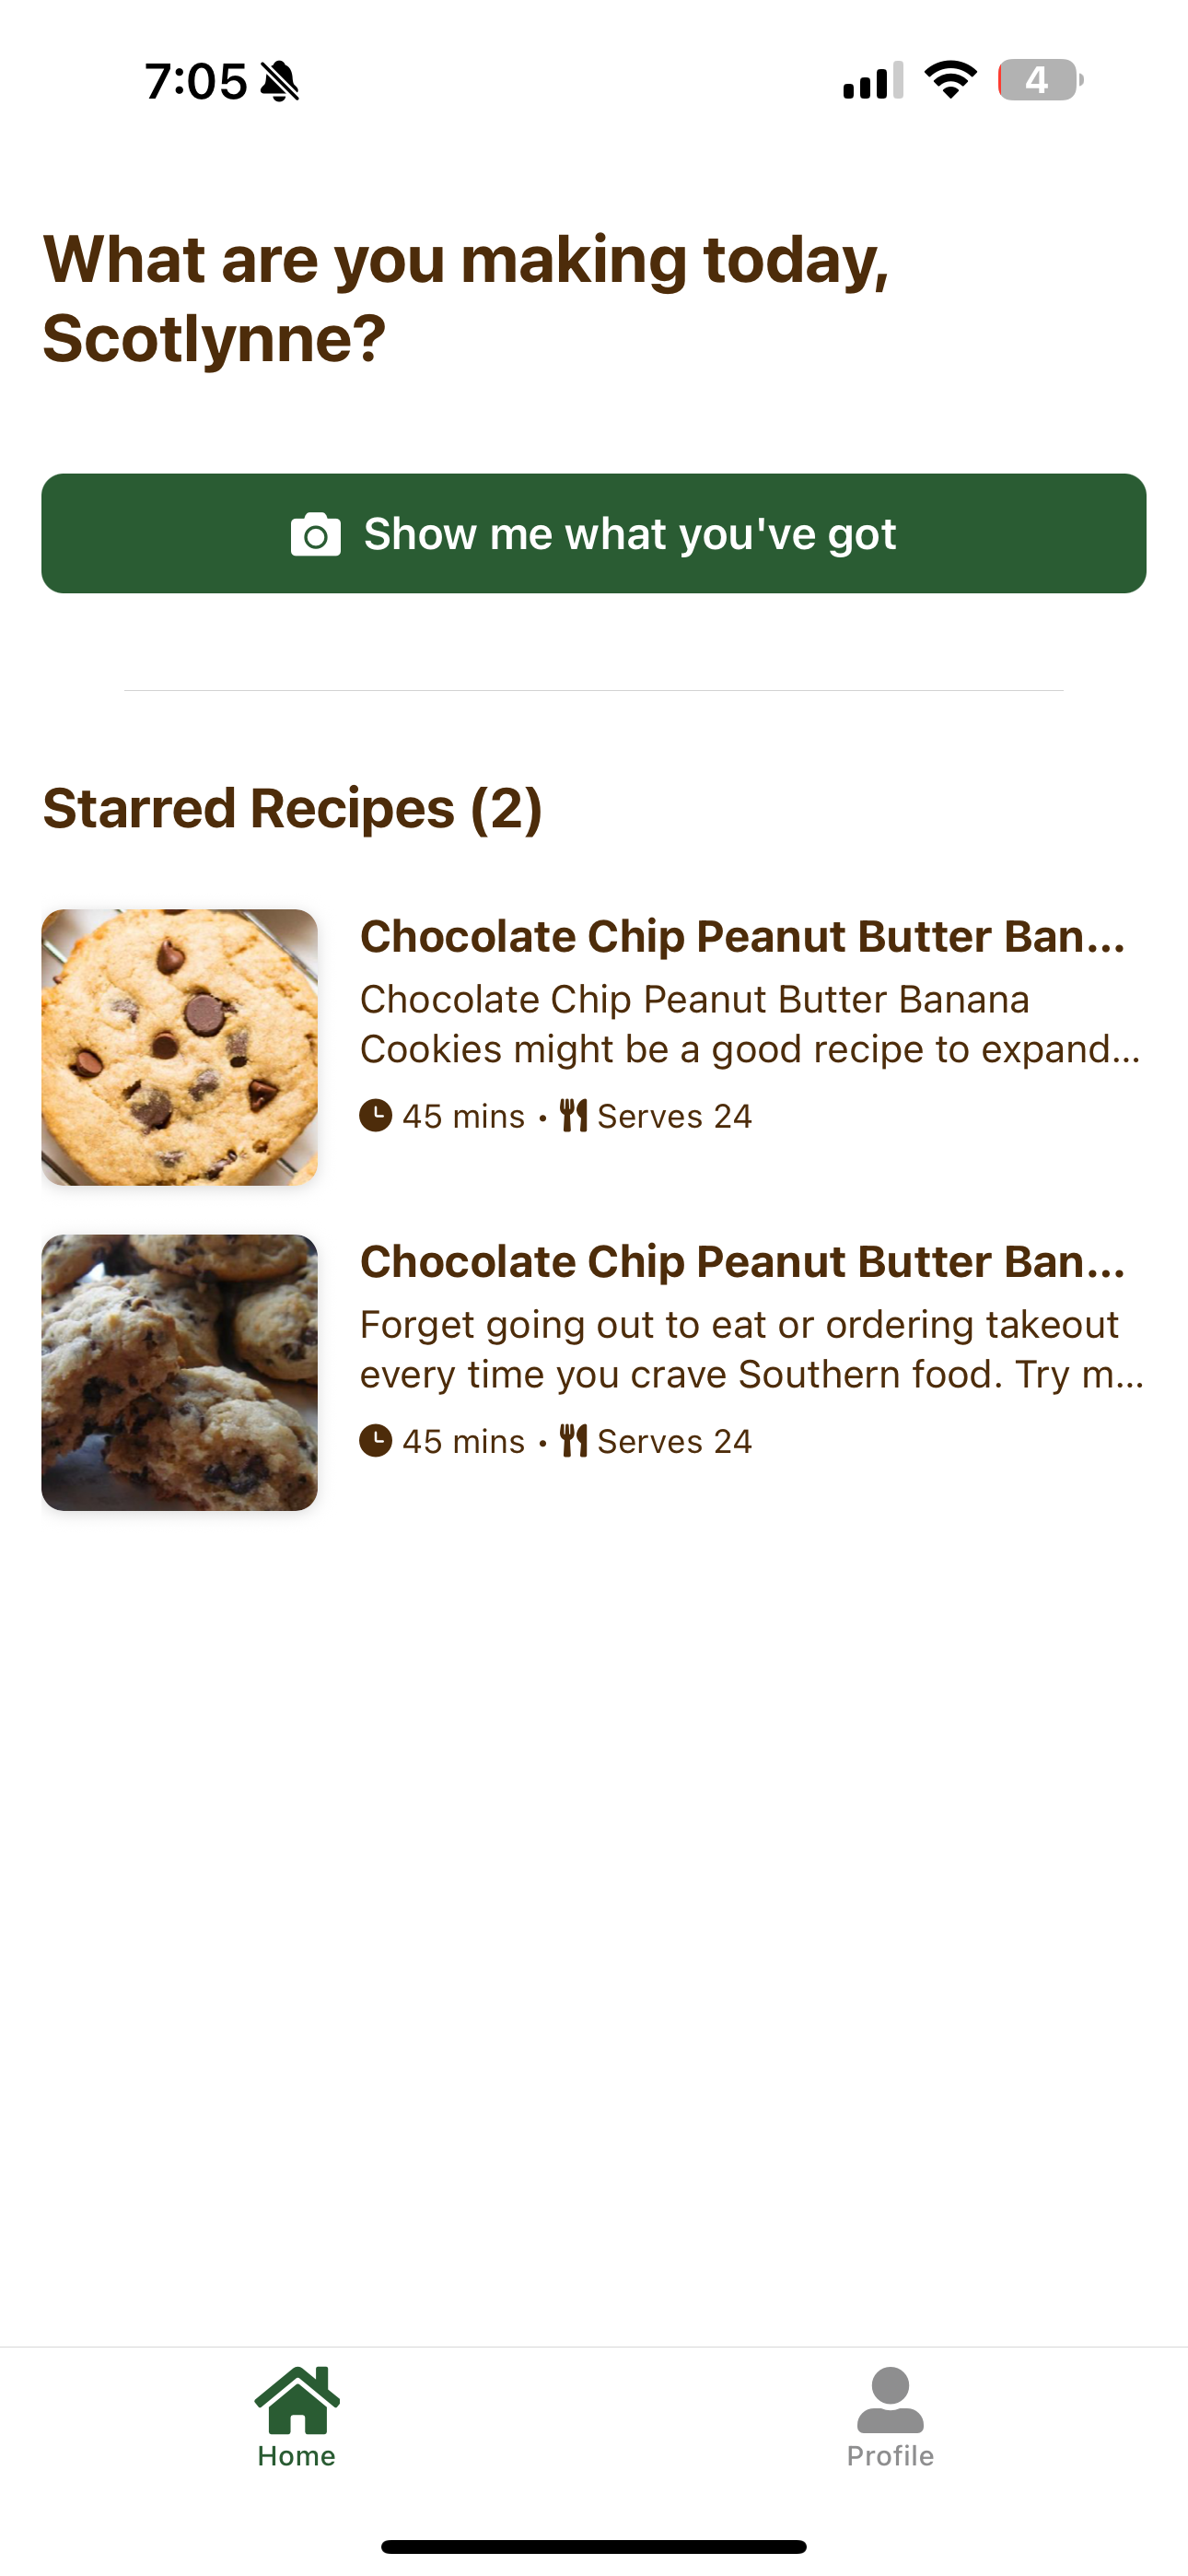 7:05
4
What are you making today,
Scotlynne?
Show me what you've got
Starred Recipes (2)
Chocolate Chip Peanut Butter Ban...
Chocolate Chip Peanut Butter Banana
Cookies might be a good recipe to expand...
45 mins • Serves 24
Chocolate Chip Peanut Butter Ban...
Forget going out to eat or ordering takeout
every time you crave Southern food. Try m...
45 mins • Serves 24
Home
Profile